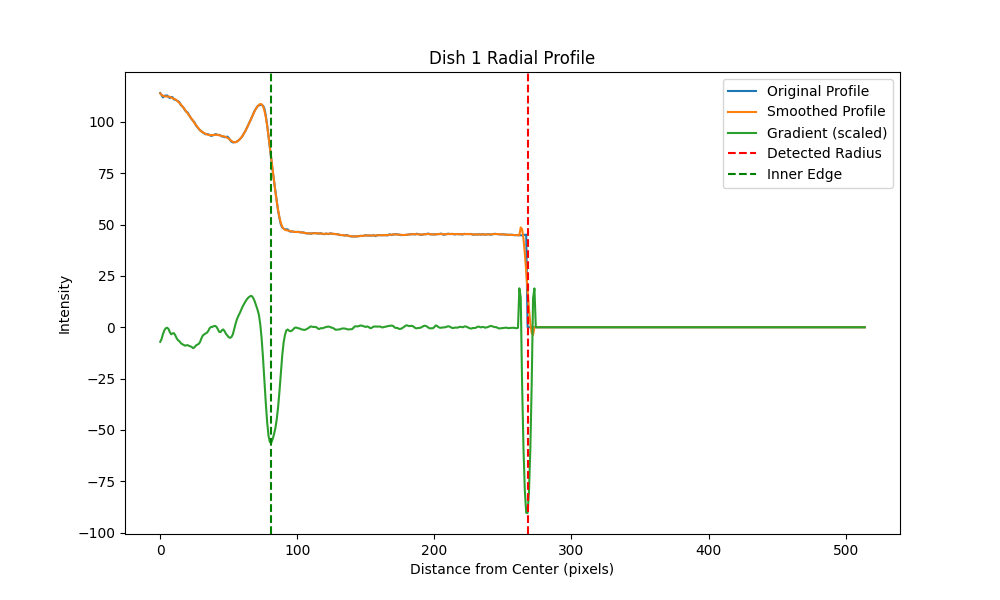 Dish 1 Radial Profile
Original Profile
Smoothed Profile
Gradient (scaled)
Detected Radius
Inner Edge
Intensity
100
75
50
25
0
−25
−50
−75
−100
0
100
200
300
400
500
Distance from Center (pixels)